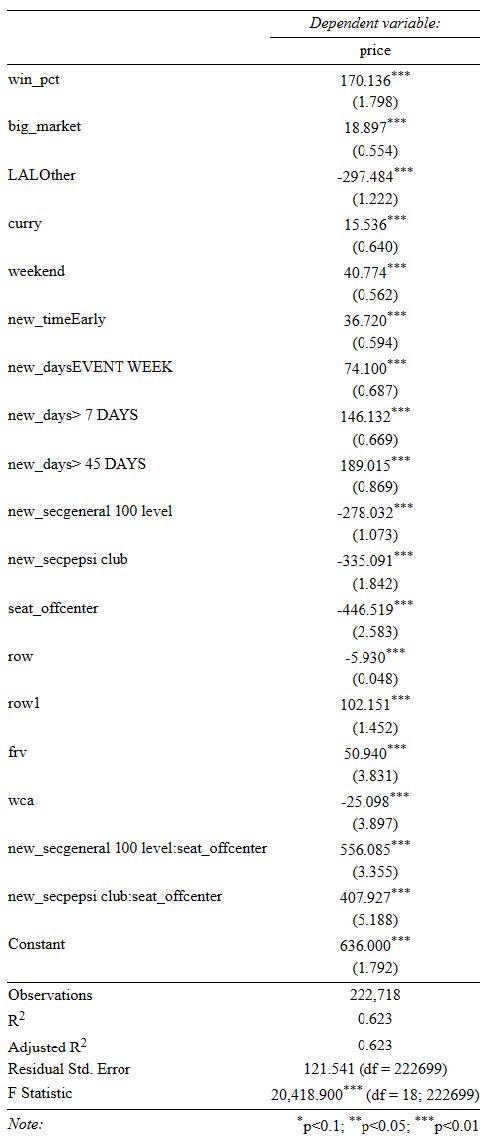 Dependent variable:
price
win_pct 170.136***
(1.798)
big_market 18.897***
(0.554)
LALOther -297.484***
(1.222)
curry 15.536***
(0.640)
weekend 40.774***
(0.562)
new_timeEarly 36.720***
(0.594)
new_daysEVENT WEEK 74.100***
(0.687)
new_days> 7 DAYS 146.132***
(0.669)
new_days> 45 DAYS 189.015***
(0.869)
new_secgeneral 100 level -278.032***
(1.073)
new_secpepsi club -335.091***
(1.842)
seat_offcenter -446.519***
(2.583)
row -5.930***
(0.048)
row1 102.151***
(1.452)
frv 50.940***
(3.831)
wca -25.098***
(3.897)
new_secgeneral 100 level:seat_offcenter 556.085***
(3.355)
new_secpepsi club:seat_offcenter 407.927***
(5.188)
Constant 636.000***
(1.792)
Observations 222,718
R2 0.623
Adjusted R2 0.623
Residual Std. Error 121.541 (df = 222699)
F Statistic 20,418.900*** (df = 18; 222699)
Note: *p<0.1; **p<0.05; ***p<0.01